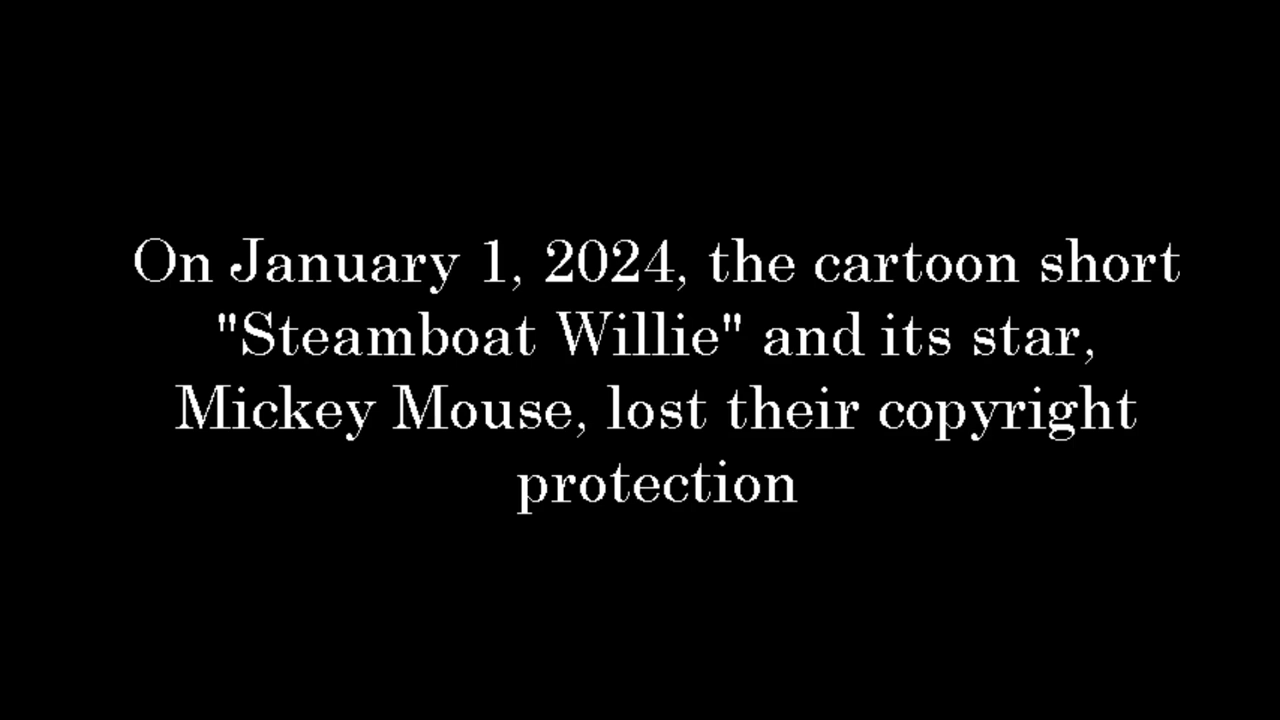 On January 1, 2024, the cartoon short
"Steamboat Willie" and its star,
Mickey Mouse, lost their copyright
protection